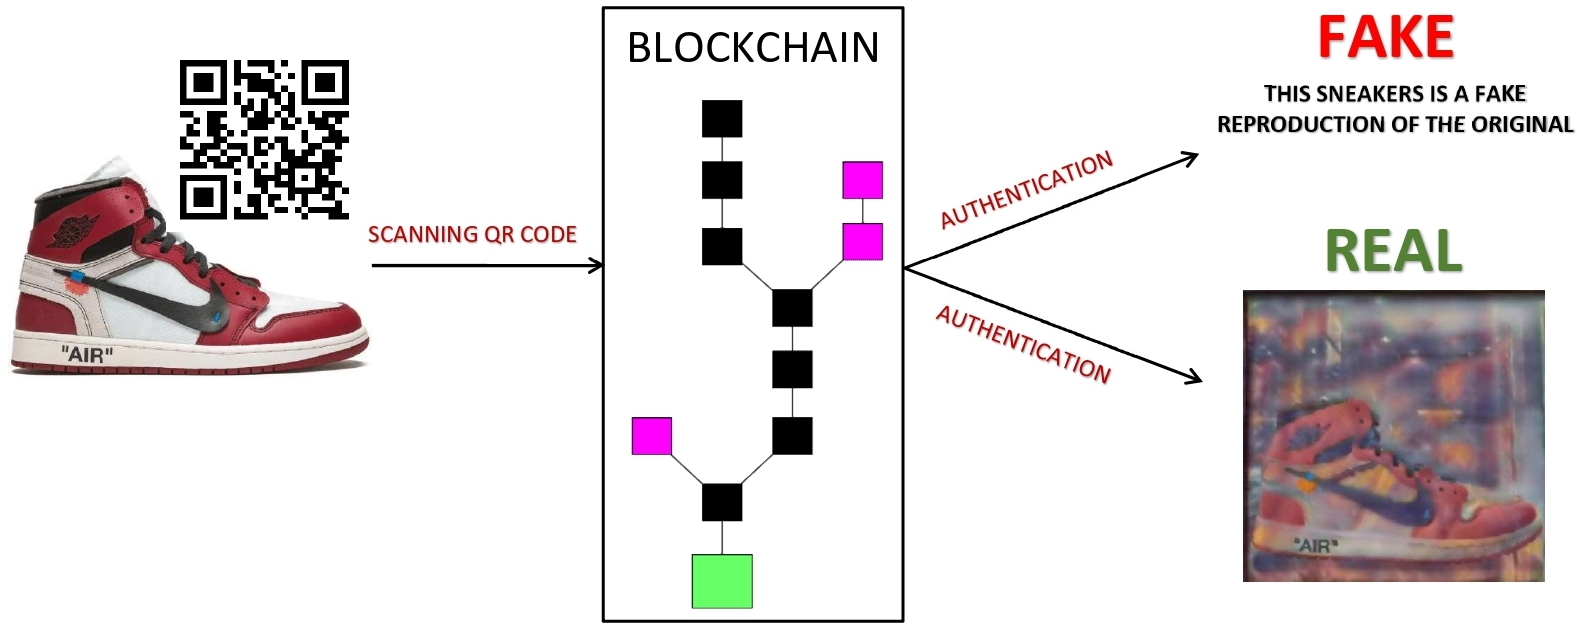 BLOCKCHAIN
FAKE
THIS SNEAKERS IS A FAKE
REPRODUCTION OF THE ORIGINAL
SCANNING QR CODE
AUTHENTICATION
REAL
AUTHENTICATION
"AIR"
"AIR"